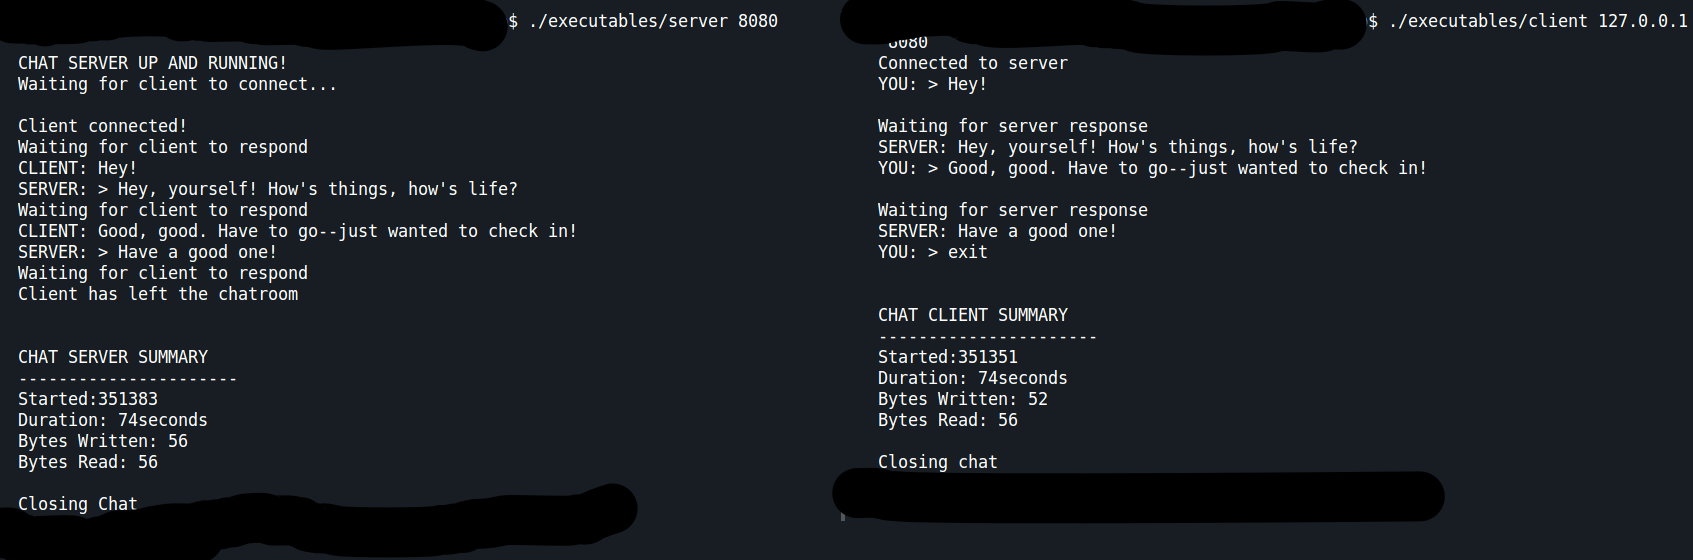 $ ./executables/server 8080
CHAT SERVER UP AND RUNNING!
Waiting for client to connect...
Client connected!
Waiting for client to respond
CLIENT: Hey!
SERVER: > Hey, yourself! How's things, how's life?
Waiting for client to respond
CLIENT: Good, good. Have to go--just wanted to check in!
SERVER: > Have a good one!
Waiting for client to respond
Client has left the chatroom
CHAT SERVER SUMMARY
----------------------
Started:351383
Duration: 74seconds
Bytes Written: 56
Bytes Read: 56
Closing Chat
$ ./executables/client 127.0.0.1
8080
Connected to server
YOU: > Hey!
Waiting for server response
SERVER: Hey, yourself! How's things, how's life?
YOU: > Good, good. Have to go--just wanted to check in!
Waiting for server response
SERVER: Have a good one!
YOU: > exit
CHAT CLIENT SUMMARY
----------------------
Started:351351
Duration: 74seconds
Bytes Written: 52
Bytes Read: 56
Closing chat